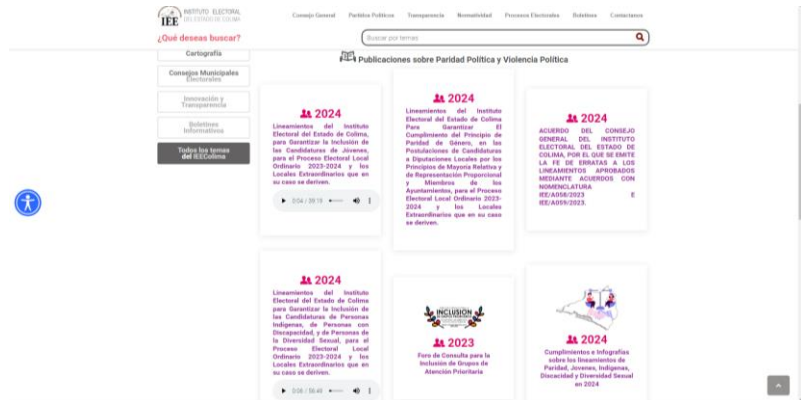 INSTITUTO ELECTORAL
DEL ESTADO DE COLIMA
IEE
Consejo General Partidos Políticos Transparencia Normatividad Procesos Electorales Boletines Contactanos
¿Qué deseas buscar?
Buscar por temas
Cartografía
Consejos Municipales
Electorales
Innovación y
Transparencia
Boletines
Informativos
Todos los temas
del IEEColima
Publicaciones sobre Paridad Política y Violencia Política
2024
Lineamientos del Instituto
Electoral del Estado de Colima,
para Garantizar la Inclusión de
las Candidaturas de Jóvenes,
para el Proceso Electoral Local
Ordinario 2023-2024 y los
Locales Extraordinarios que en
su caso se deriven.
0:04 / 39:19
2024
Lineamientos del Instituto
Electoral del Estado de Colima
Para Garantizar El
Cumplimiento del Principio de
Paridad de Género, en las
Postulaciones de Candidaturas
a Diputaciones Locales por los
Principios de Mayoría Relativa y
de Representación Proporcional
y Miembros de los
Ayuntamientos, para el Proceso
Electoral Local Ordinario 2023-
2024 y los Locales
Extraordinarios que en su caso
se deriven.
2024
ACUERDO DEL CONSEJO
GENERAL DEL INSTITUTO
ELECTORAL DEL ESTADO DE
COLIMA, POR EL QUE SE EMITE
LA FE DE ERRATAS A LOS
LINEAMIENTOS APROBADOS
MEDIANTE ACUERDOS CON
NOMENCLATURA
IEE/A058/2023 E
IEE/A059/2023.
2024
Lineamientos del Instituto
Electoral del Estado de Colima
para Garantizar la Inclusión de
las Candidaturas de Personas
Indígenas, de Personas con
Discapacidad, y de Personas de
la Diversidad Sexual, para el
Proceso Electoral Local
Ordinario 2023-2024 y los
Locales Extraordinarios que en
su caso se deriven.
0:06 / 56:46
INCLUSIÓN
2023
Foro de Consulta para la
Inclusión de Grupos de
Atención Prioritaria
2024
Cumplimientos e Infografías
sobre los lineamientos de
Paridad, Jovenes, Indigenas,
Discacidad y Diversidad Sexual
en 2024